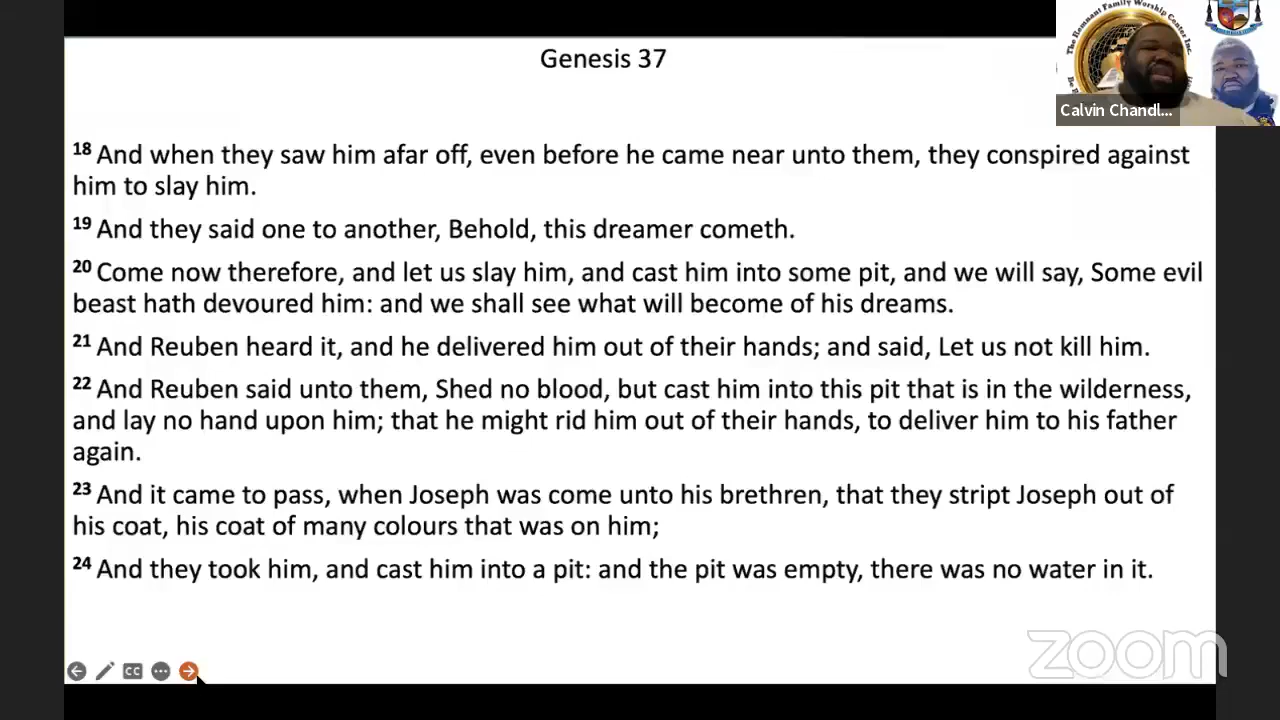 Genesis 37
The Remnant Family Worship Center Inc.
Calvin Chandl...
18 And when they saw him afar off, even before he came near unto them, they conspired against
him to slay him.
19 And they said one to another, Behold, this dreamer cometh.
20 Come now therefore, and let us slay him, and cast him into some pit, and we will say, Some evil
beast hath devoured him: and we shall see what will become of his dreams.
21 And Reuben heard it, and he delivered him out of their hands; and said, Let us not kill him.
22 And Reuben said unto them, Shed no blood, but cast him into this pit that is in the wilderness,
and lay no hand upon him; that he might rid him out of their hands, to deliver him to his father
again.
23 And it came to pass, when Joseph was come unto his brethren, that they stript Joseph out of
his coat, his coat of many colours that was on him;
24 And they took him, and cast him into a pit: and the pit was empty, there was no water in it.
CC
zoom